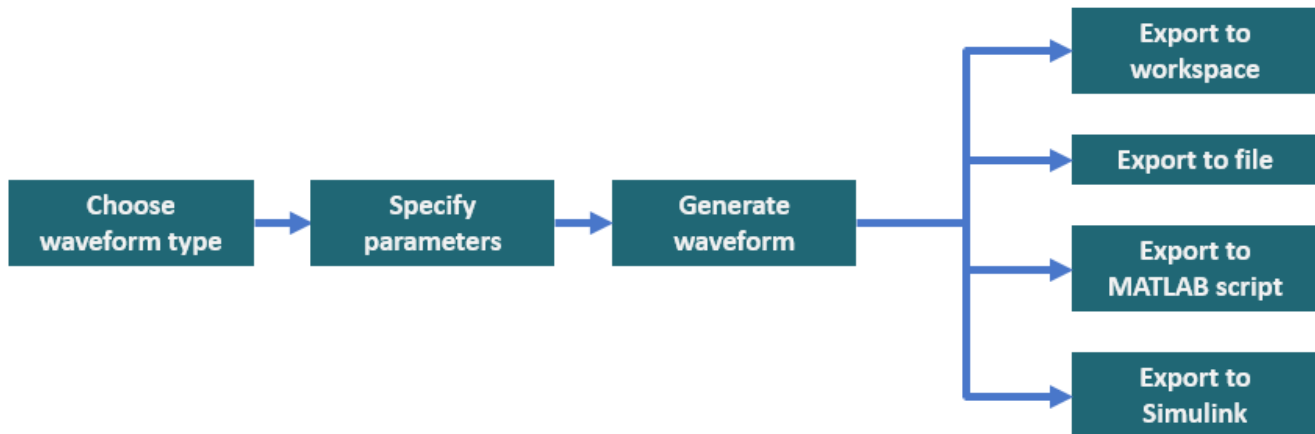 Choose
waveform type
Specify
parameters
Generate
waveform
Export to
workspace
Export to file
Export to
MATLAB script
Export to
Simulink